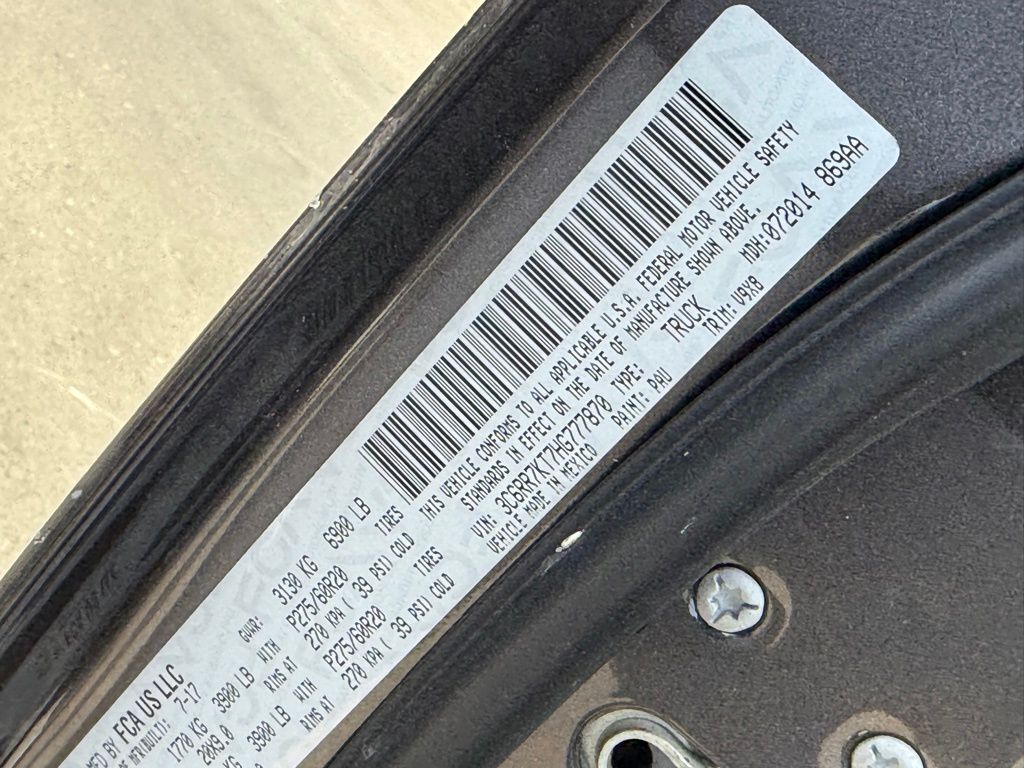 MFD BY FCA US LLC
OF MFR(BUILT): 7-17
GVWR: 3130 KG 6900 LB
1770 KG 3900 LB WITH P275/60R20 TIRES
20X9.0 RIMS AT 270 KPA ( 39 PSI) COLD
KG 3900 LB WITH P275/60R20 TIRES
RIMS AT 270 KPA ( 39 PSI) COLD
THIS VEHICLE CONFORMS TO ALL APPLICABLE U.S.A. FEDERAL MOTOR VEHICLE SAFETY
STANDARDS IN EFFECT ON THE DATE OF MANUFACTURE SHOWN ABOVE.
VIN: 3C6RR7KT7HG777870 TYPE: TRUCK MDH:072014 869AA
VEHICLE MADE IN MEXICO PAINT: PAU TRIM: V9X8